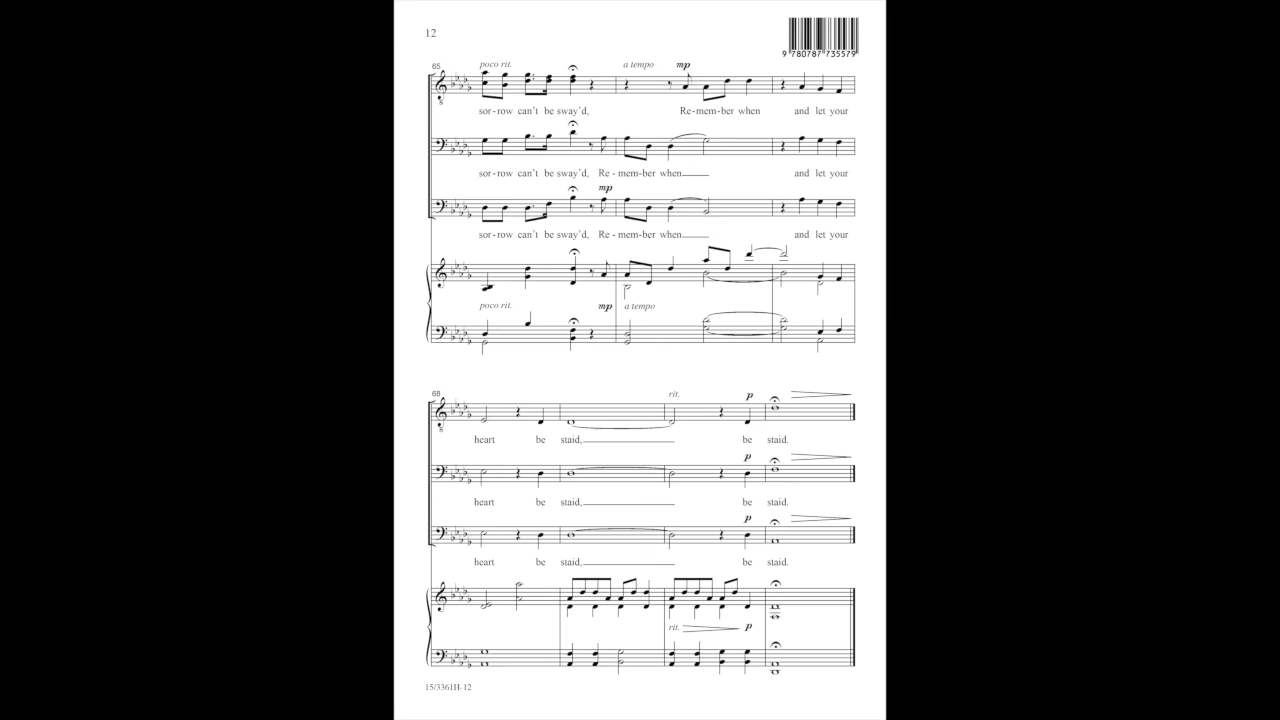 12
9 780787 735579
65
poco rit.
a tempo
mp
sor-row can't be sway'd, Re-mem-ber when and let your
sor-row can't be sway'd, Re-mem-ber when and let your
mp
sor-row can't be sway'd, Re-mem-ber when and let your
poco rit.
mp
a tempo
68
rit.
p
heart be staid, be staid.
p
heart be staid, be staid.
p
heart be staid, be staid.
rit.
p
15/3361H-12